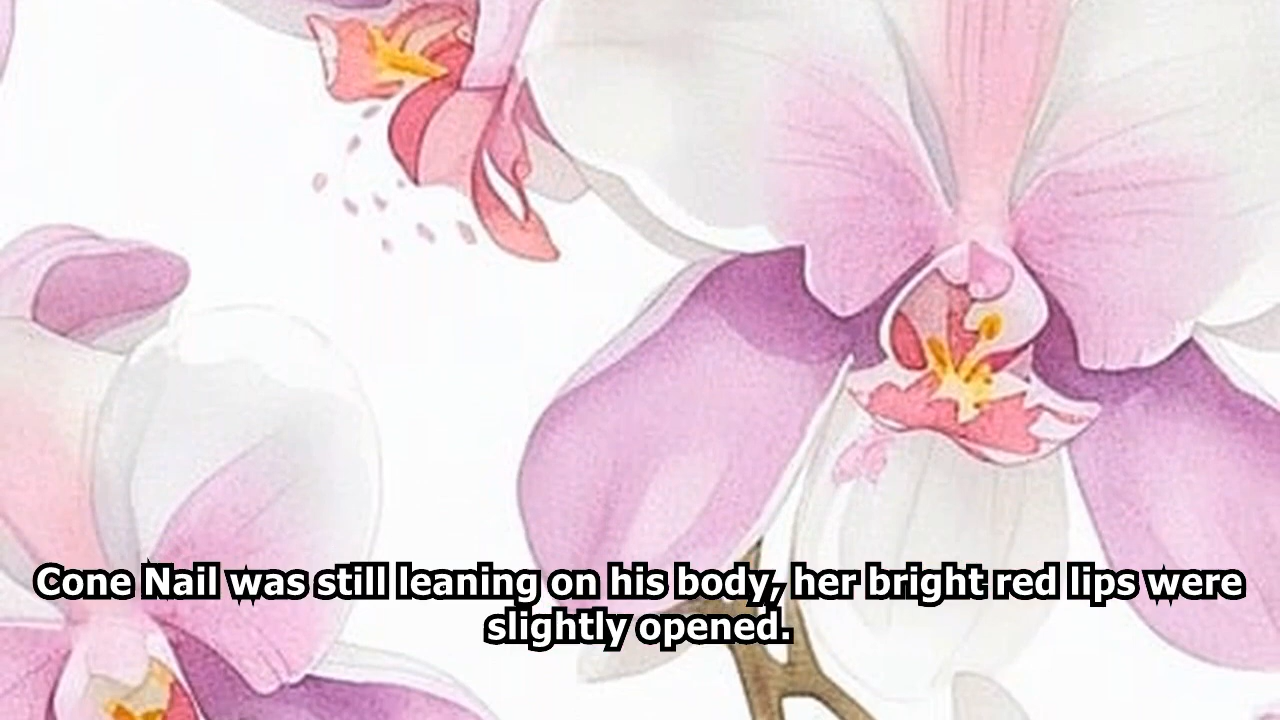 Cone Nail was still leaning on his body, her bright red lips were
slightly opened.